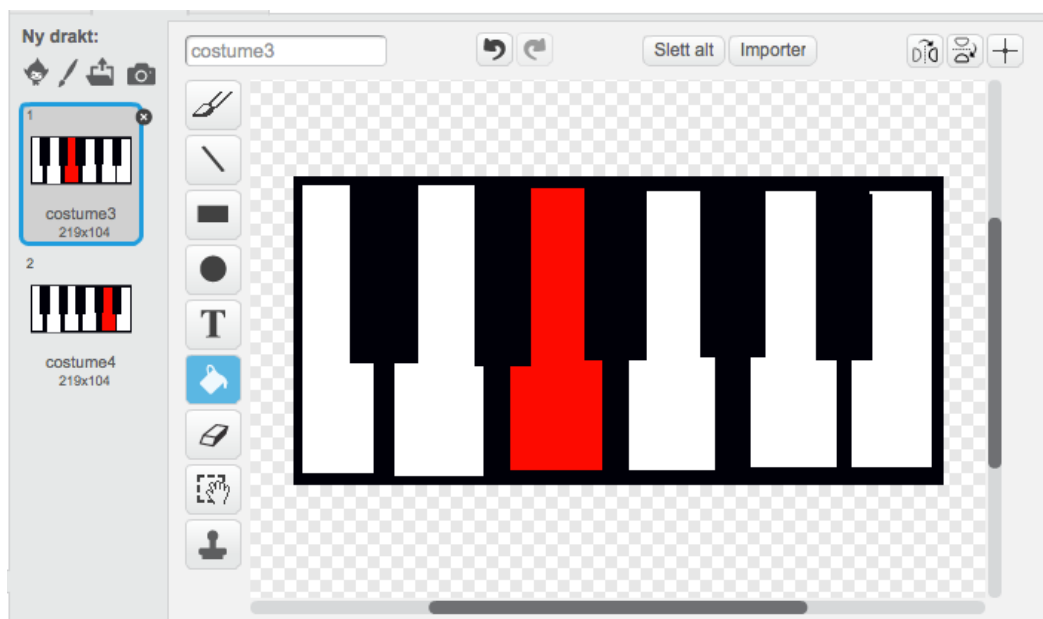 Ny drakt:
costume3
Slett alt
Importer
1
costume3
219x104
2
costume4
219x104
T